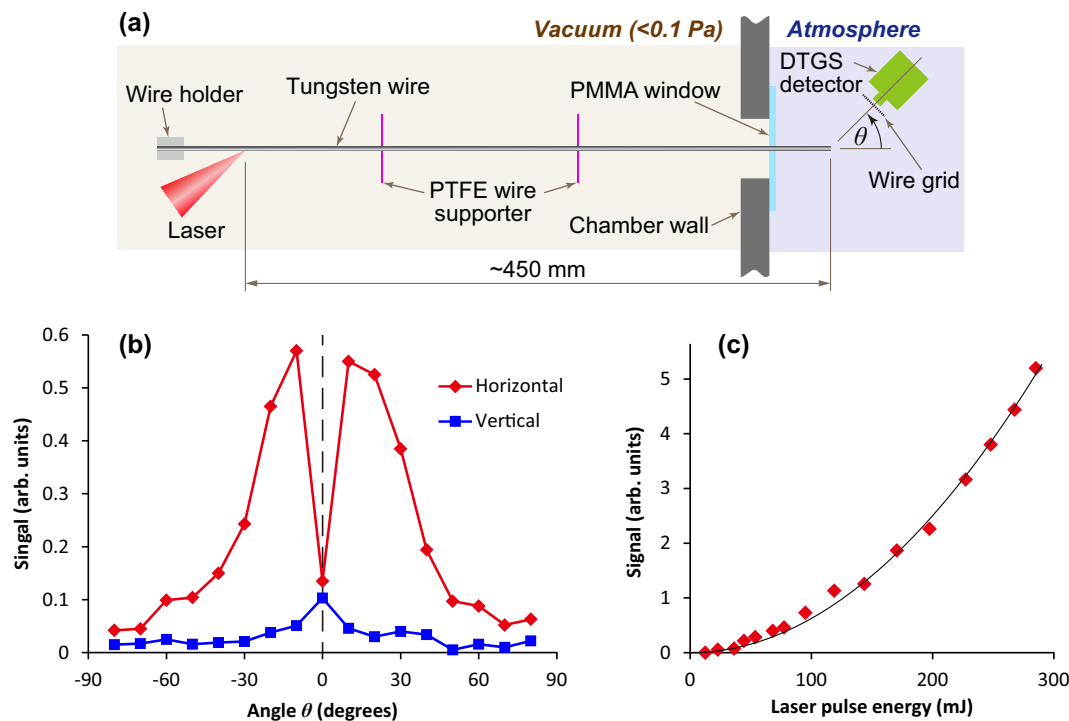 (a)
Vacuum (<0.1 Pa)
Atmosphere
DTGS
detector
Wire holder
Tungsten wire
PMMA window
θ
Wire grid
PTFE wire
supporter
Laser
Chamber wall
~450 mm
(b)
0.6
0.5
0.4
0.3
0.2
0.1
0
Singal (arb. units)
Horizontal
Vertical
-90
-60
-30
0
30
60
90
Angle θ (degrees)
(c)
5
4
3
2
1
0
Signal (arb. units)
0
100
200
300
Laser pulse energy (mJ)